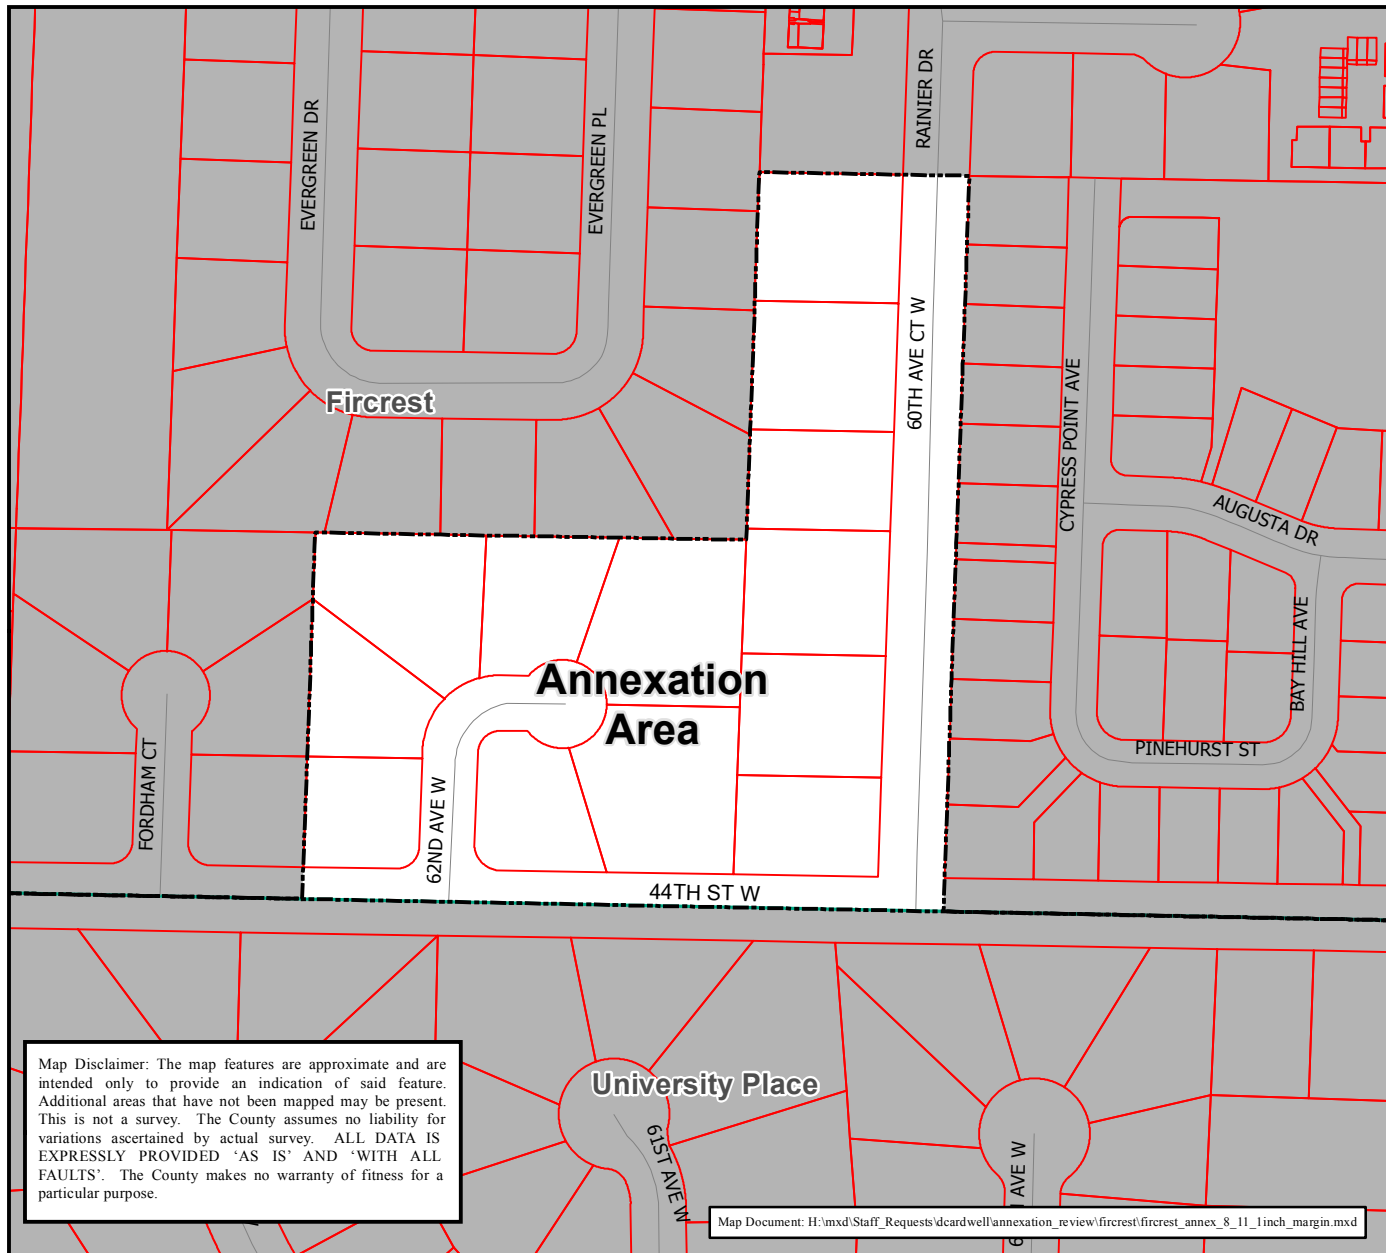 RAINIER DR
EVERGREEN DR
EVERGREEN PL
60TH AVE CT W
CYPRESS POINT AVE
Fircrest
AUGUSTA DR
BAY HILL AVE
Annexation
Area
PINEHURST ST
FORDHAM CT
62ND AVE W
44TH ST W
Map Disclaimer: The map features are approximate and are
intended only to provide an indication of said feature.
Additional areas that have not been mapped may be present.
This is not a survey. The County assumes no liability for
variations ascertained by actual survey. ALL DATA IS
EXPRESSLY PROVIDED ‘AS IS’ AND ‘WITH ALL
FAULTS’. The County makes no warranty of fitness for a
particular purpose.
University Place
61ST AVE W
AVE W
Map Document: H:\mxd\Staff_Requests\dcardwell\annexation_review\fircrest\fircrest_annex_8_11_1inch_margin.mxd